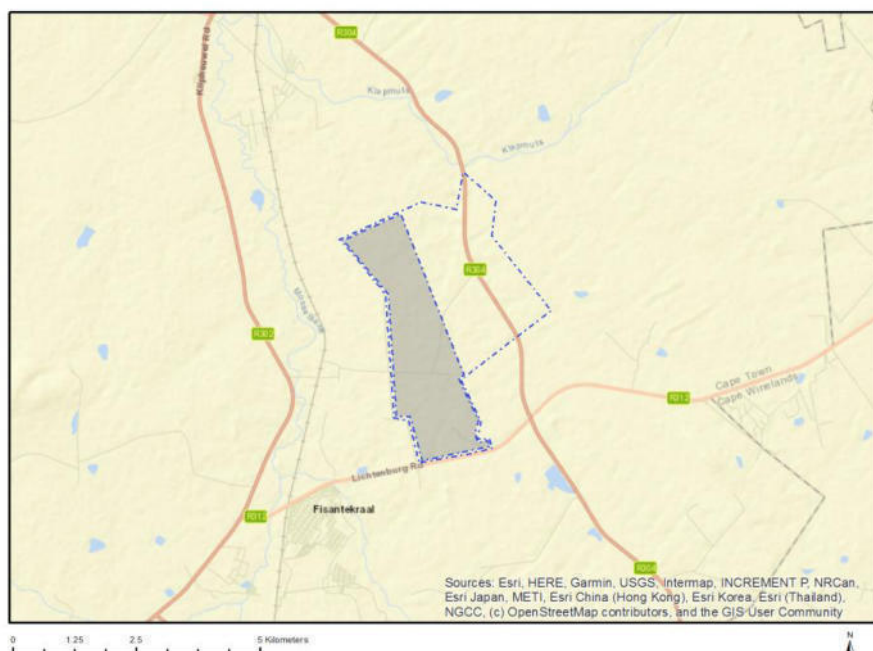 R304
Klipheuwel Rd
Klapmuts
Klapmuts
R304
R302
Mosselbank
Cape Town
Cape Winelands
R312
Lichtenburg Rd
R312
Fisantekraal
R304
Sources: Esri, HERE, Garmin, USGS, Intermap, INCREMENT P, NRCan,
Esri Japan, METI, Esri China (Hong Kong), Esri Korea, Esri (Thailand),
NGCC, (c) OpenStreetMap contributors, and the GIS User Community
0 1.25 2.5 5 Kilometers
N